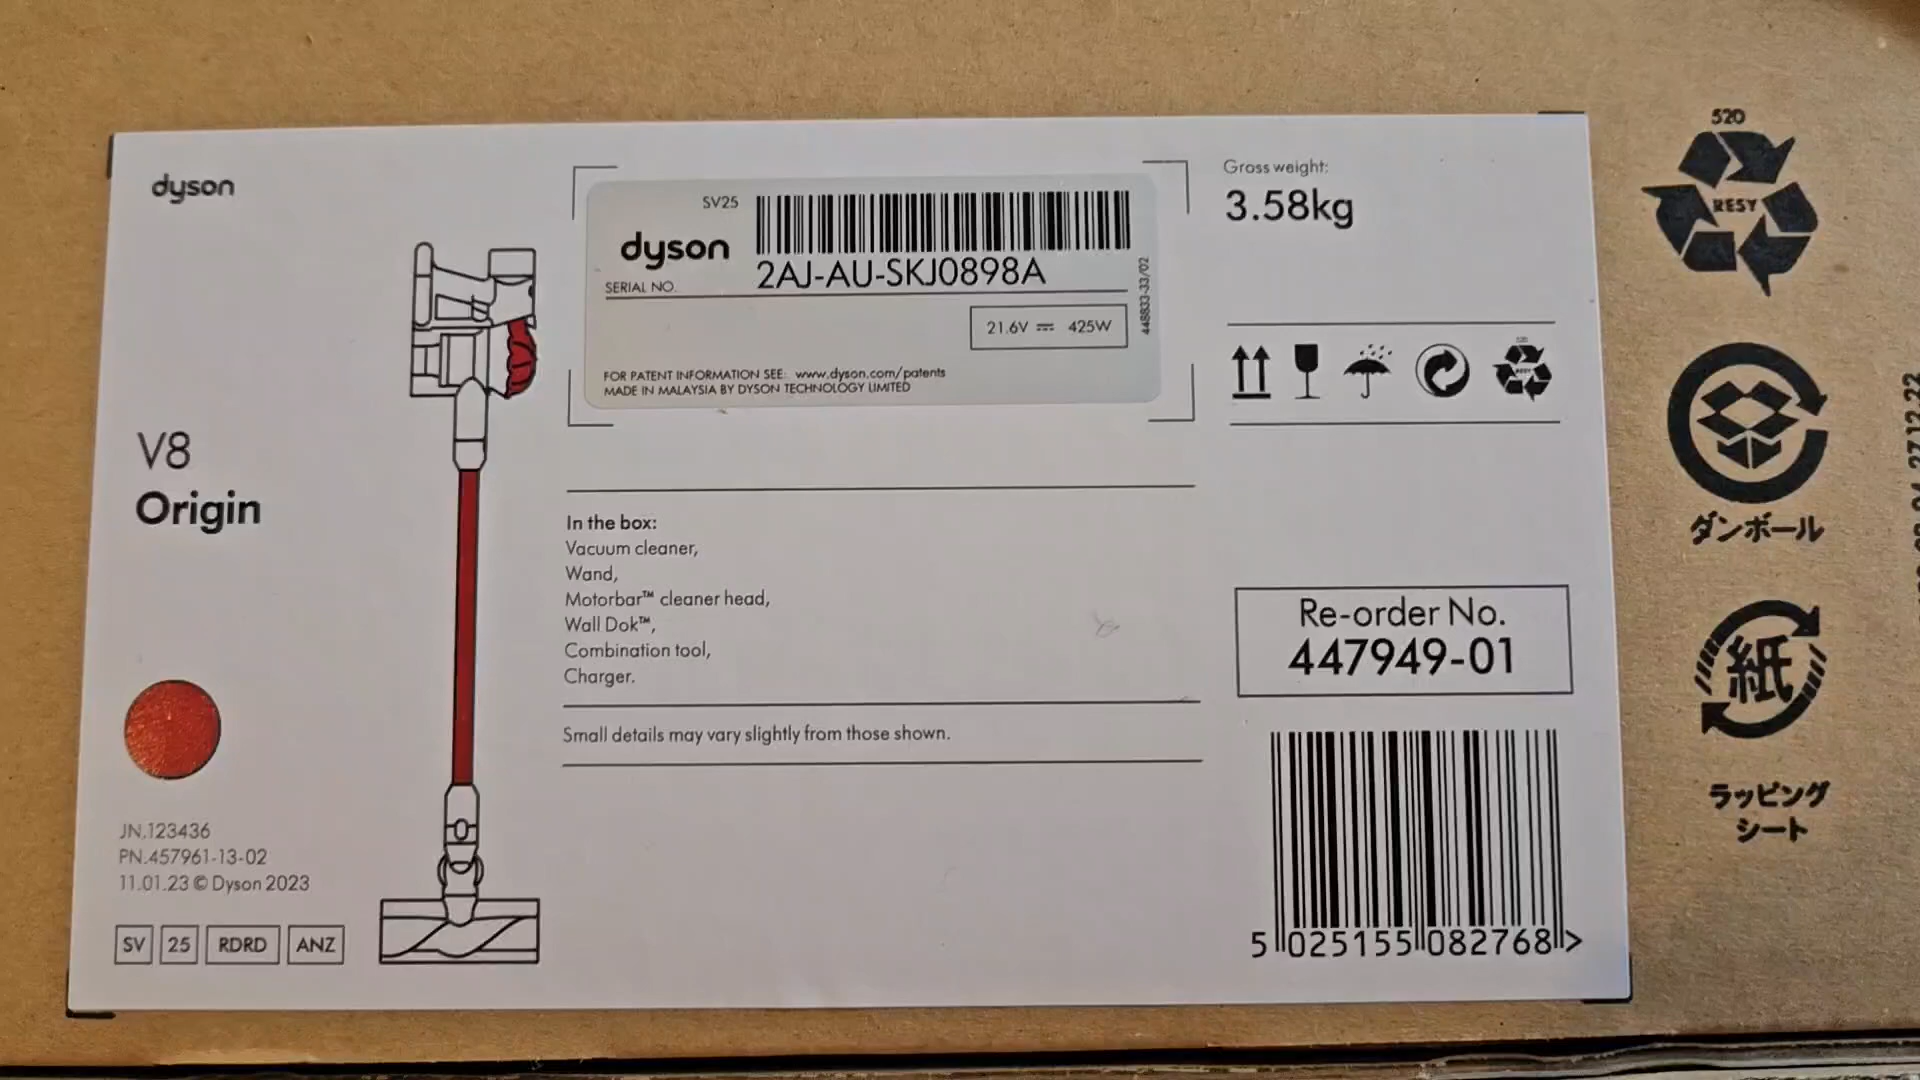 dyson
V8
Origin
JN.123436
PN.457961-13-02
11.01.23 © Dyson 2023
SV 25 RDRD ANZ
SV25
dyson
SERIAL NO.
2AJ-AU-SKJ0898A
21.6V ⎓ 425W
448833-33/02
FOR PATENT INFORMATION SEE: www.dyson.com/patents
MADE IN MALAYSIA BY DYSON TECHNOLOGY LIMITED
In the box:
Vacuum cleaner,
Wand,
Motorbar™ cleaner head,
Wall Dok™,
Combination tool,
Charger.
Small details may vary slightly from those shown.
Gross weight:
3.58kg
Re-order No.
447949-01
5 025155 082768 >
520
RESY
ダンボール
紙
ラッピング
シート